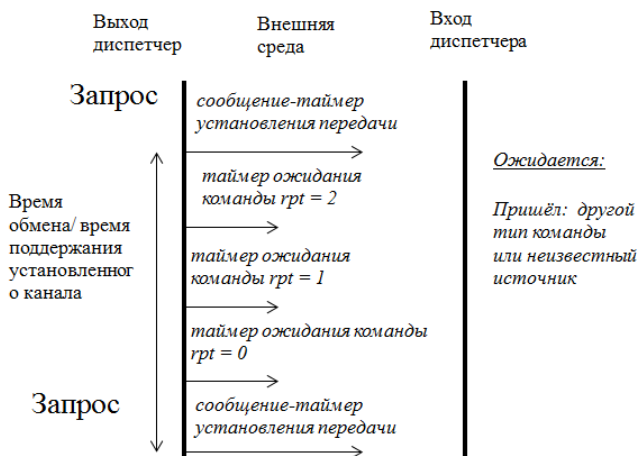 Выход
диспетчер
Внешняя
среда
Вход
диспетчера
Запрос
сообщение-таймер
установления передачи
таймер ожидания
команды rpt = 2
Время
обмена/ время
поддержания
установленног
о канала
таймер ожидания
команды rpt = 1
таймер ожидания команды
rpt = 0
Запрос
сообщение-таймер
установления передачи
Ожидается:
Пришёл: другой
тип команды
или неизвестный
источник